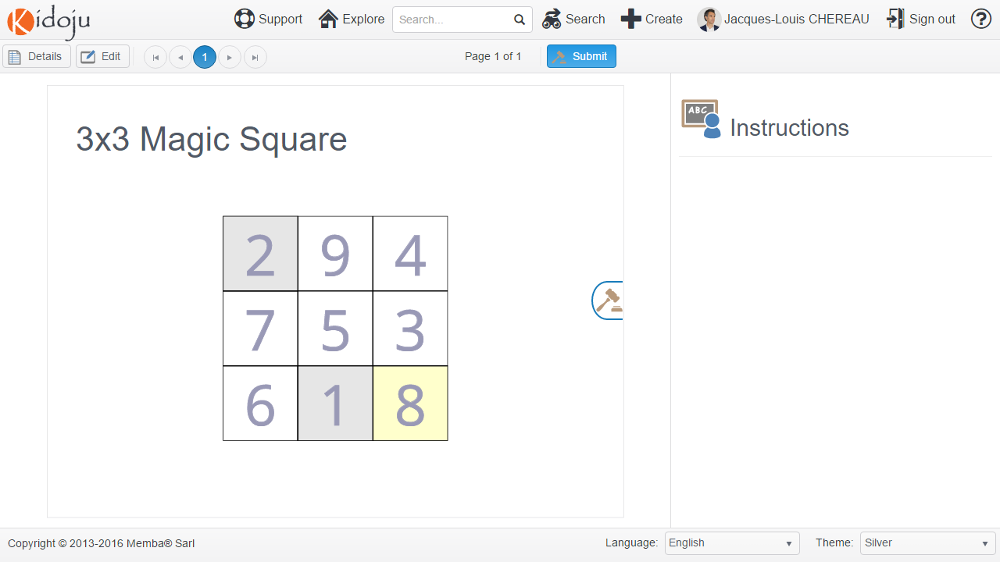 Kidoju Support Explore Search... Search Create Jacques-Louis CHEREAU Sign out ?
Details Edit 1 Page 1 of 1 Submit
ABC
Instructions
3x3 Magic Square
2 9 4
7 5 3
6 1 8
Copyright © 2013-2016 Memba® Sarl Language: English Theme: Silver